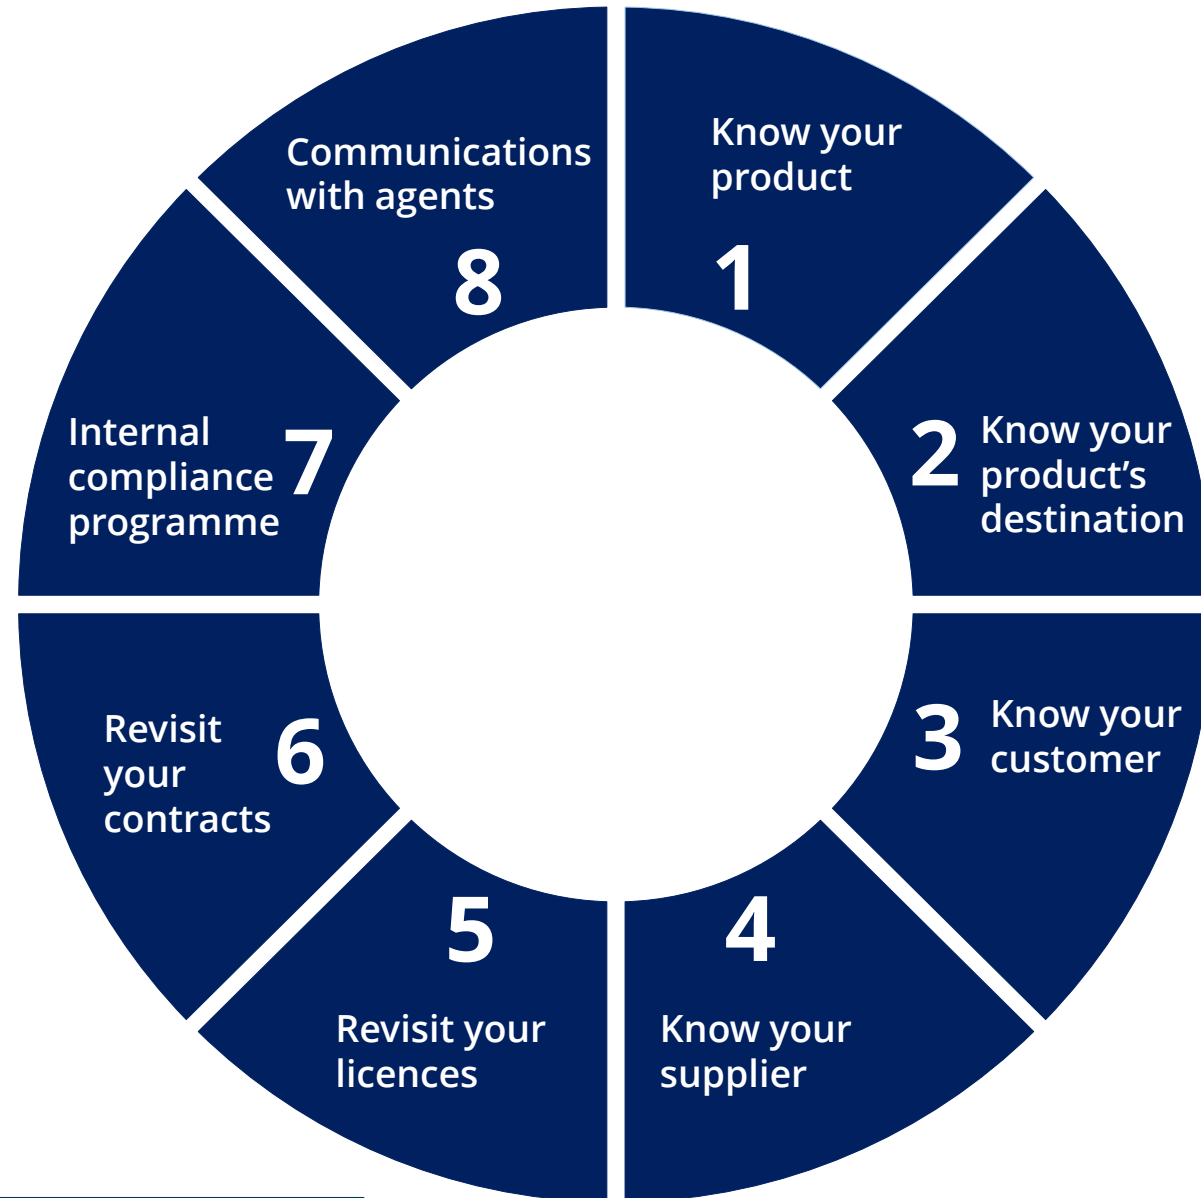 Know your
product
1
2
Know your
product’s
destination
3
Know your
customer
4
Know your
supplier
5
Revisit your
licences
6
Revisit
your
contracts
7
Internal
compliance
programme
8
Communications
with agents